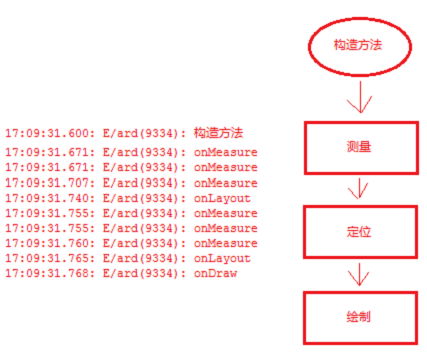 构造方法
17:09:31.600: E/ard(9334): 构造方法
17:09:31.671: E/ard(9334): onMeasure
17:09:31.671: E/ard(9334): onMeasure
17:09:31.707: E/ard(9334): onMeasure
17:09:31.740: E/ard(9334): onLayout
17:09:31.755: E/ard(9334): onMeasure
17:09:31.755: E/ard(9334): onMeasure
17:09:31.760: E/ard(9334): onMeasure
17:09:31.765: E/ard(9334): onLayout
17:09:31.768: E/ard(9334): onDraw
测量
定位
绘制